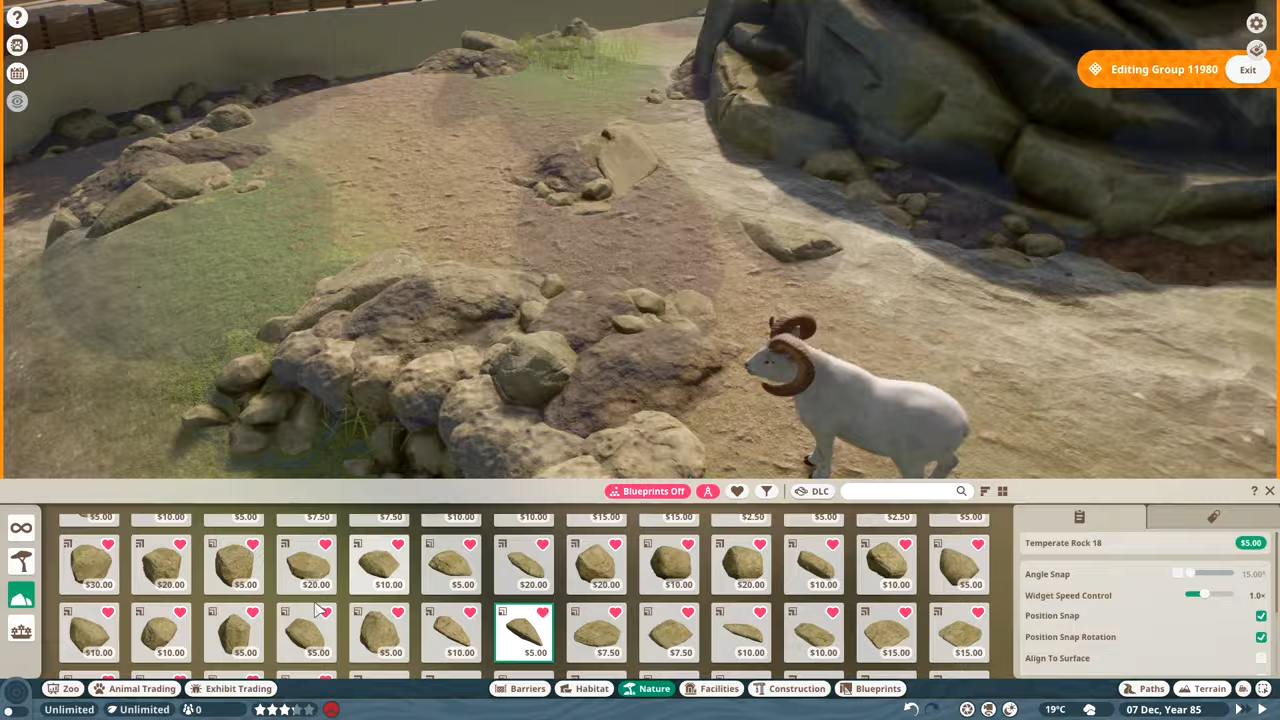 ?
Editing Group 11980
Exit
Blueprints Off
DLC
? ×
$5.00 $10.00 $5.00 $7.50 $7.50 $10.00 $10.00 $15.00 $15.00 $2.50 $5.00 $2.50 $5.00
$30.00 $20.00 $5.00 $20.00 $10.00 $5.00 $20.00 $20.00 $10.00 $20.00 $10.00 $10.00 $5.00
$10.00 $10.00 $5.00 $5.00 $5.00 $10.00 $5.00 $7.50 $7.50 $10.00 $10.00 $15.00 $15.00
Temperate Rock 18 $5.00
Angle Snap 15.00°
Widget Speed Control 1.0×
Position Snap
Position Snap Rotation
Align To Surface
Zoo Animal Trading Exhibit Trading Barriers Habitat Nature Facilities Construction Blueprints Paths Terrain
Unlimited Unlimited 0 19°C 07 Dec, Year 85